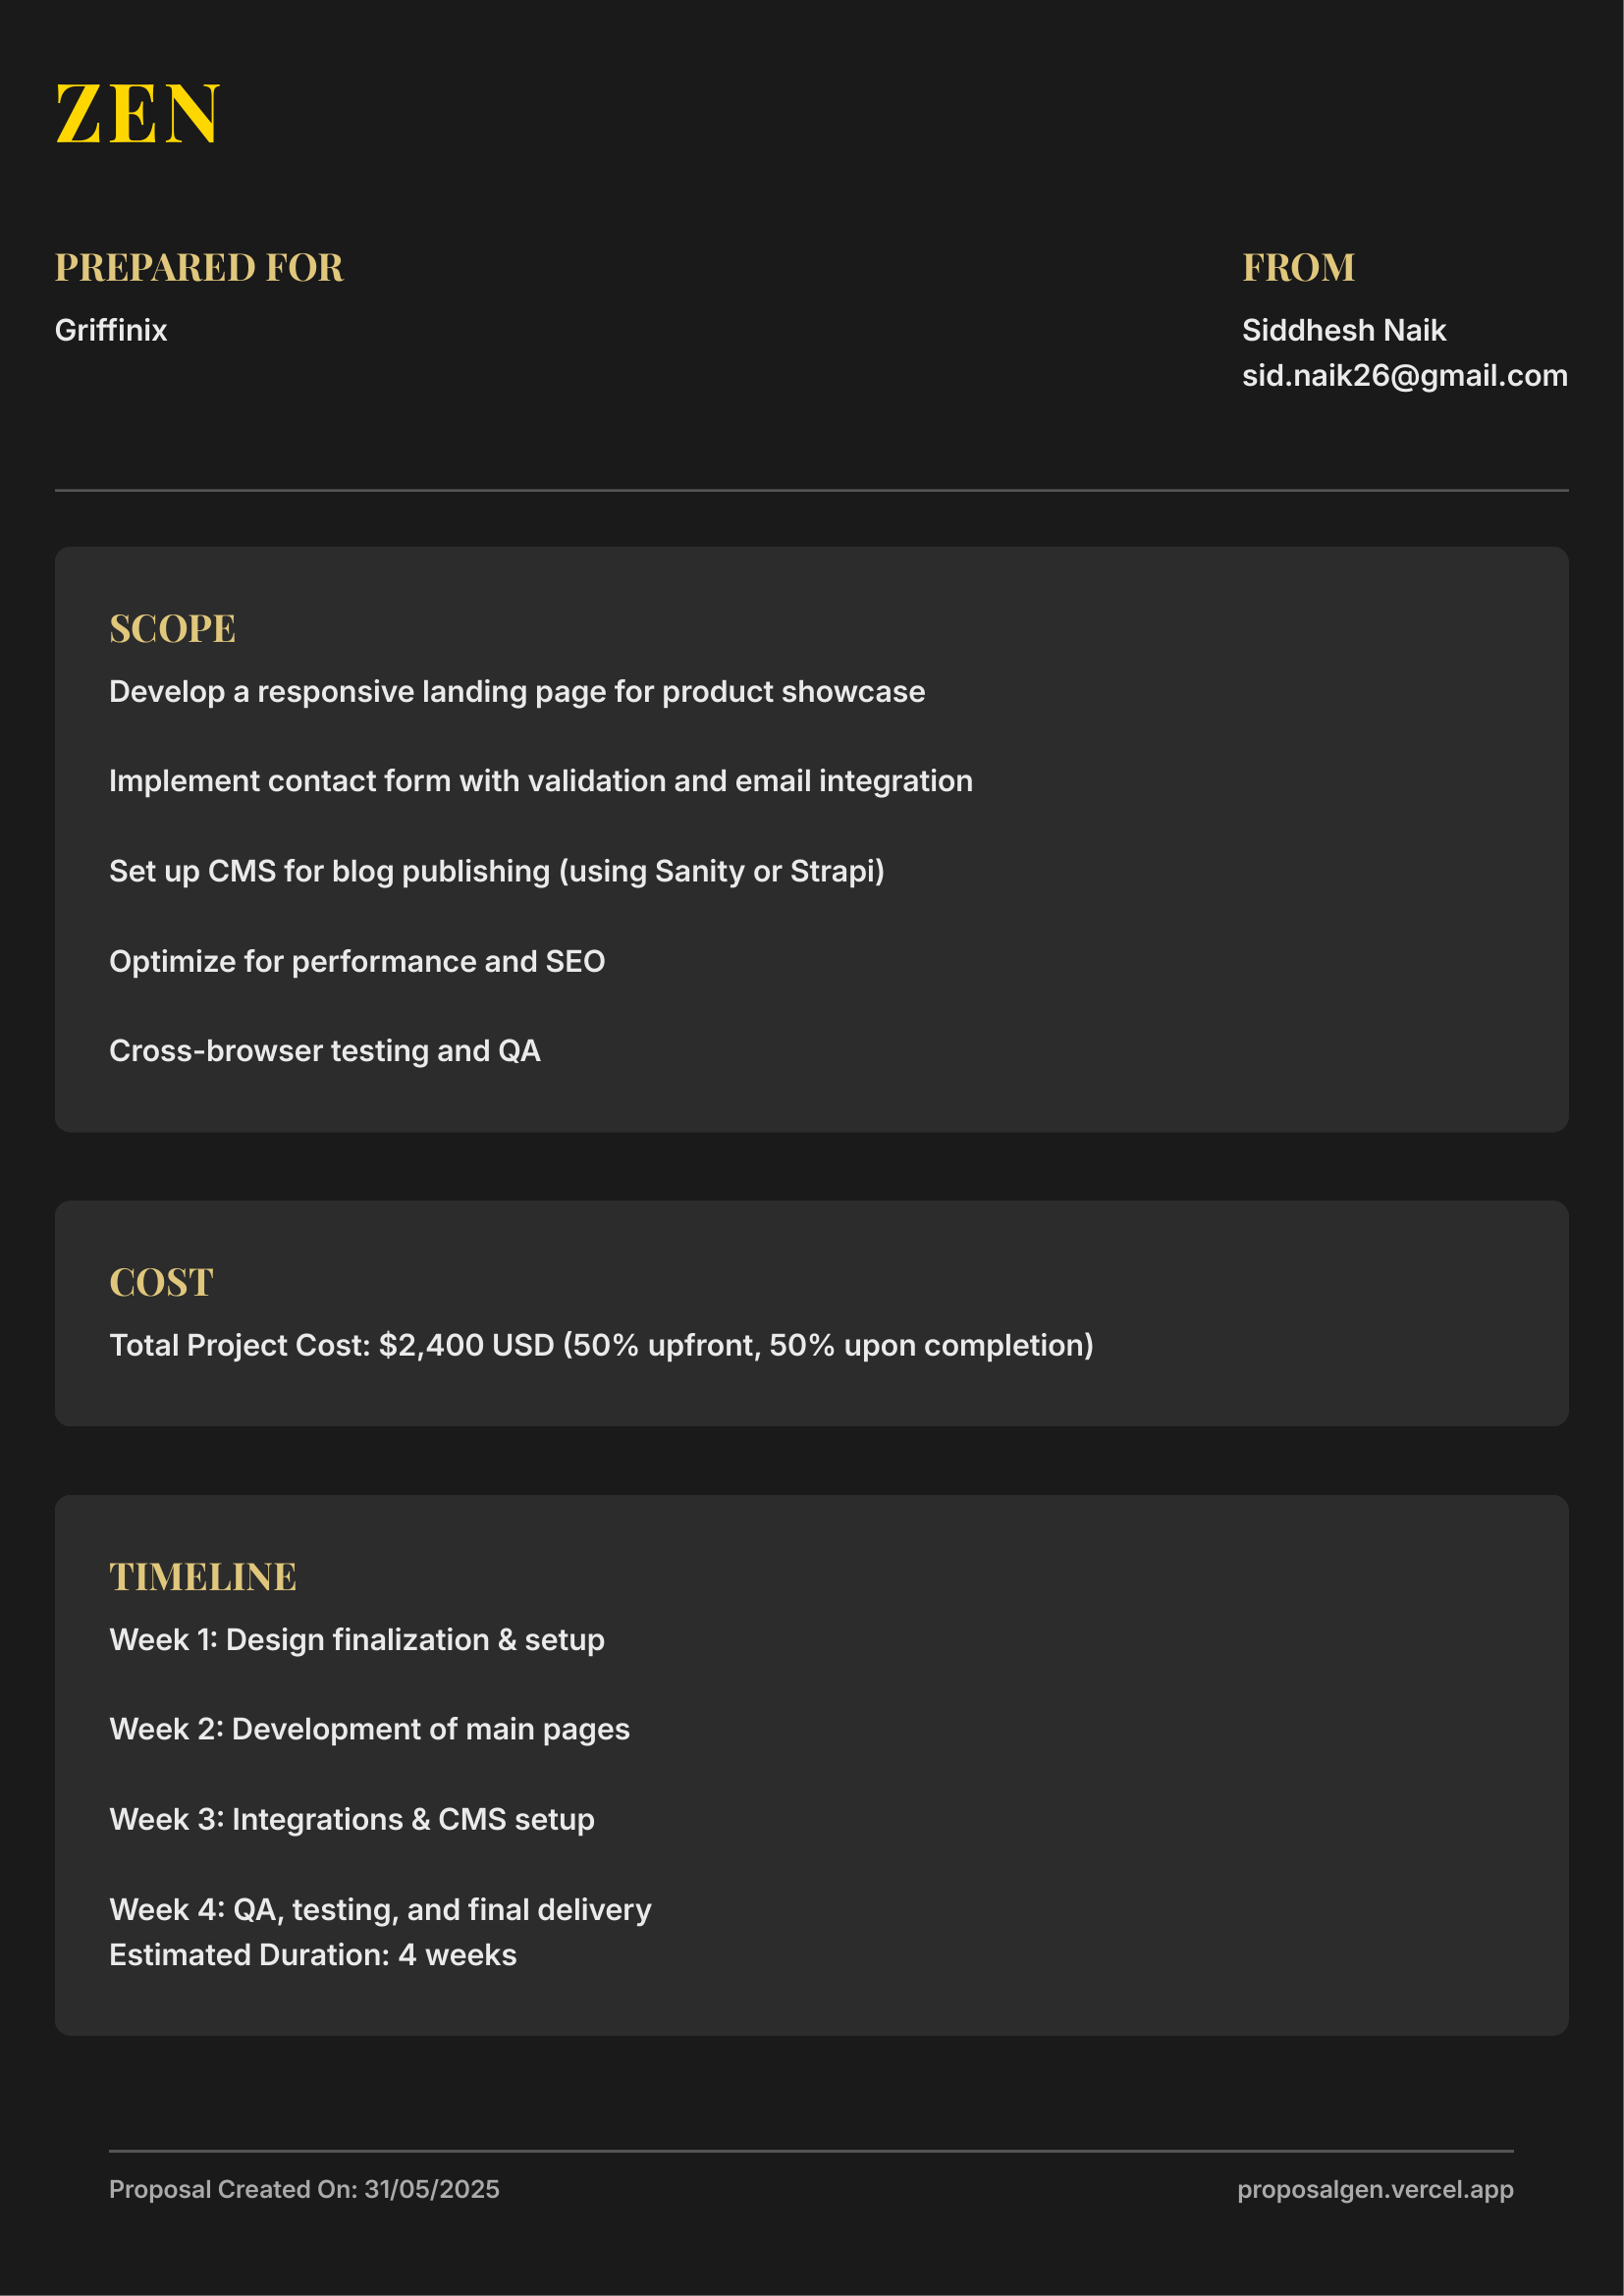 ZEN
PREPARED FOR
Griffinix
FROM
Siddhesh Naik
sid.naik26@gmail.com
SCOPE
Develop a responsive landing page for product showcase
Implement contact form with validation and email integration
Set up CMS for blog publishing (using Sanity or Strapi)
Optimize for performance and SEO
Cross-browser testing and QA
COST
Total Project Cost: $2,400 USD (50% upfront, 50% upon completion)
TIMELINE
Week 1: Design finalization & setup
Week 2: Development of main pages
Week 3: Integrations & CMS setup
Week 4: QA, testing, and final delivery
Estimated Duration: 4 weeks
Proposal Created On: 31/05/2025
proposalgen.vercel.app